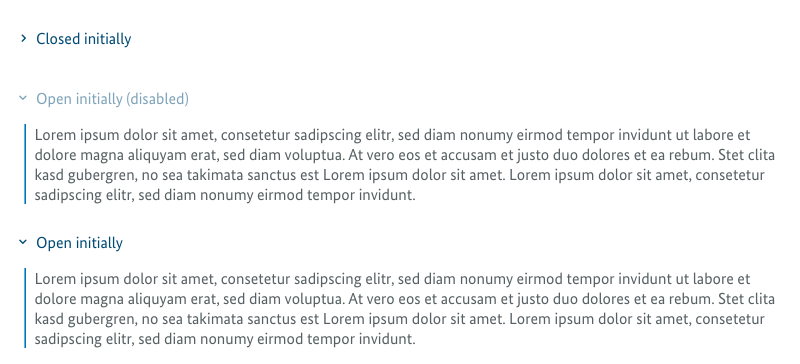 Closed initially
Open initially (disabled)
Lorem ipsum dolor sit amet, consetetur sadipscing elitr, sed diam nonumy eirmod tempor invidunt ut labore et
dolore magna aliquyam erat, sed diam voluptua. At vero eos et accusam et justo duo dolores et ea rebum. Stet clita
kasd gubergren, no sea takimata sanctus est Lorem ipsum dolor sit amet. Lorem ipsum dolor sit amet, consetetur
sadipscing elitr, sed diam nonumy eirmod tempor invidunt.
Open initially
Lorem ipsum dolor sit amet, consetetur sadipscing elitr, sed diam nonumy eirmod tempor invidunt ut labore et
dolore magna aliquyam erat, sed diam voluptua. At vero eos et accusam et justo duo dolores et ea rebum. Stet clita
kasd gubergren, no sea takimata sanctus est Lorem ipsum dolor sit amet. Lorem ipsum dolor sit amet, consetetur
sadipscing elitr, sed diam nonumy eirmod tempor invidunt.